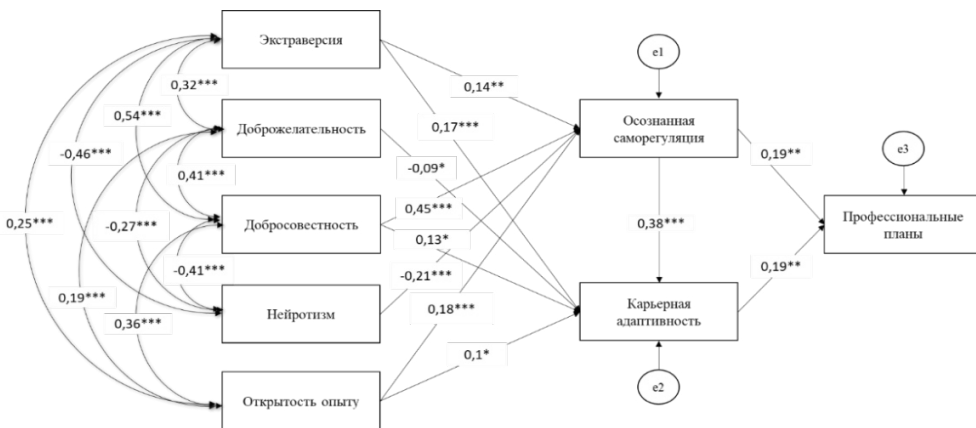 Экстраверсия
Доброжелательность
Добросовестность
Нейротизм
Открытость опыту
0,32***
0,54***
-0,46***
0,41***
0,25***
-0,27***
-0,41***
0,19***
0,36***
0,14**
0,17***
-0,09*
0,45***
0,13*
-0,21***
0,18***
0,1*
e1
Осознанная
саморегуляция
0,38***
Карьерная
адаптивность
e2
0,19**
0,19**
e3
Профессиональные
планы